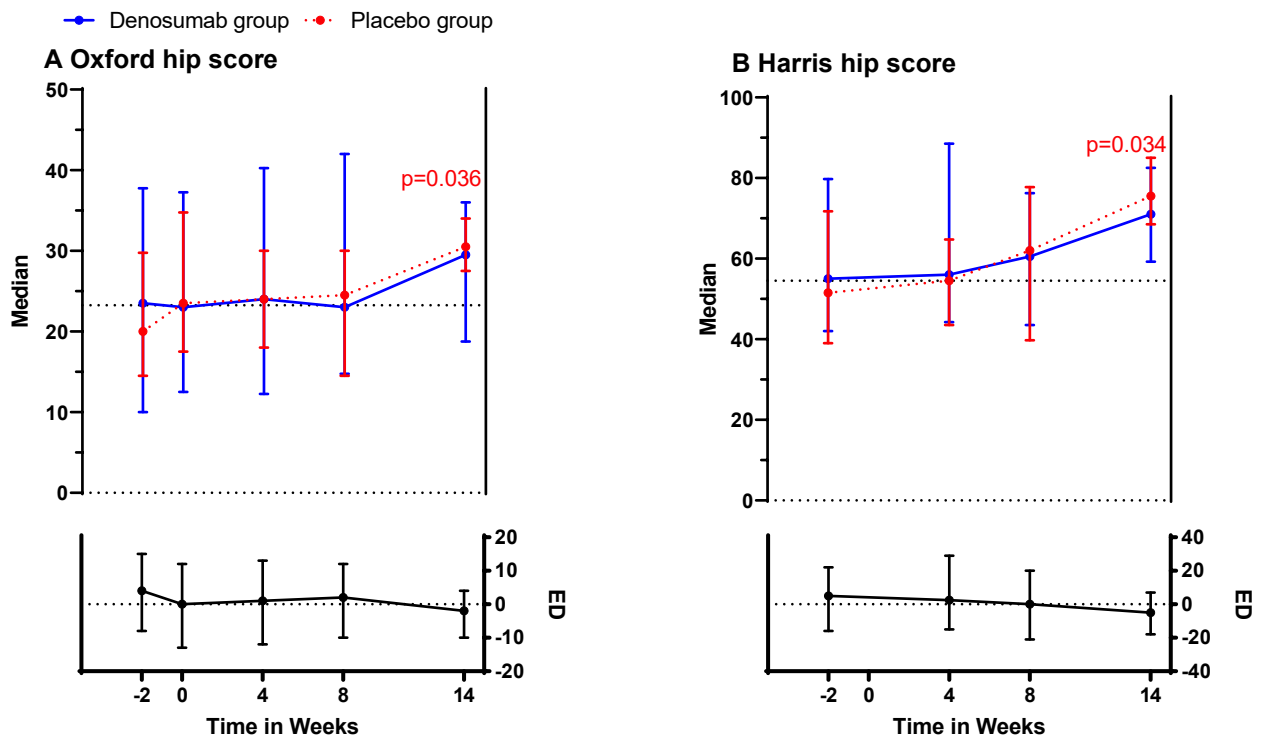 Denosumab group Placebo group
A Oxford hip score
50
40
30
20
10
0
Median
p=0.036
20
10
0
-10
-20
ED
-2 0 4 8 14
Time in Weeks
B Harris hip score
100
80
60
40
20
0
Median
p=0.034
40
20
0
-20
-40
ED
-2 0 4 8 14
Time in Weeks